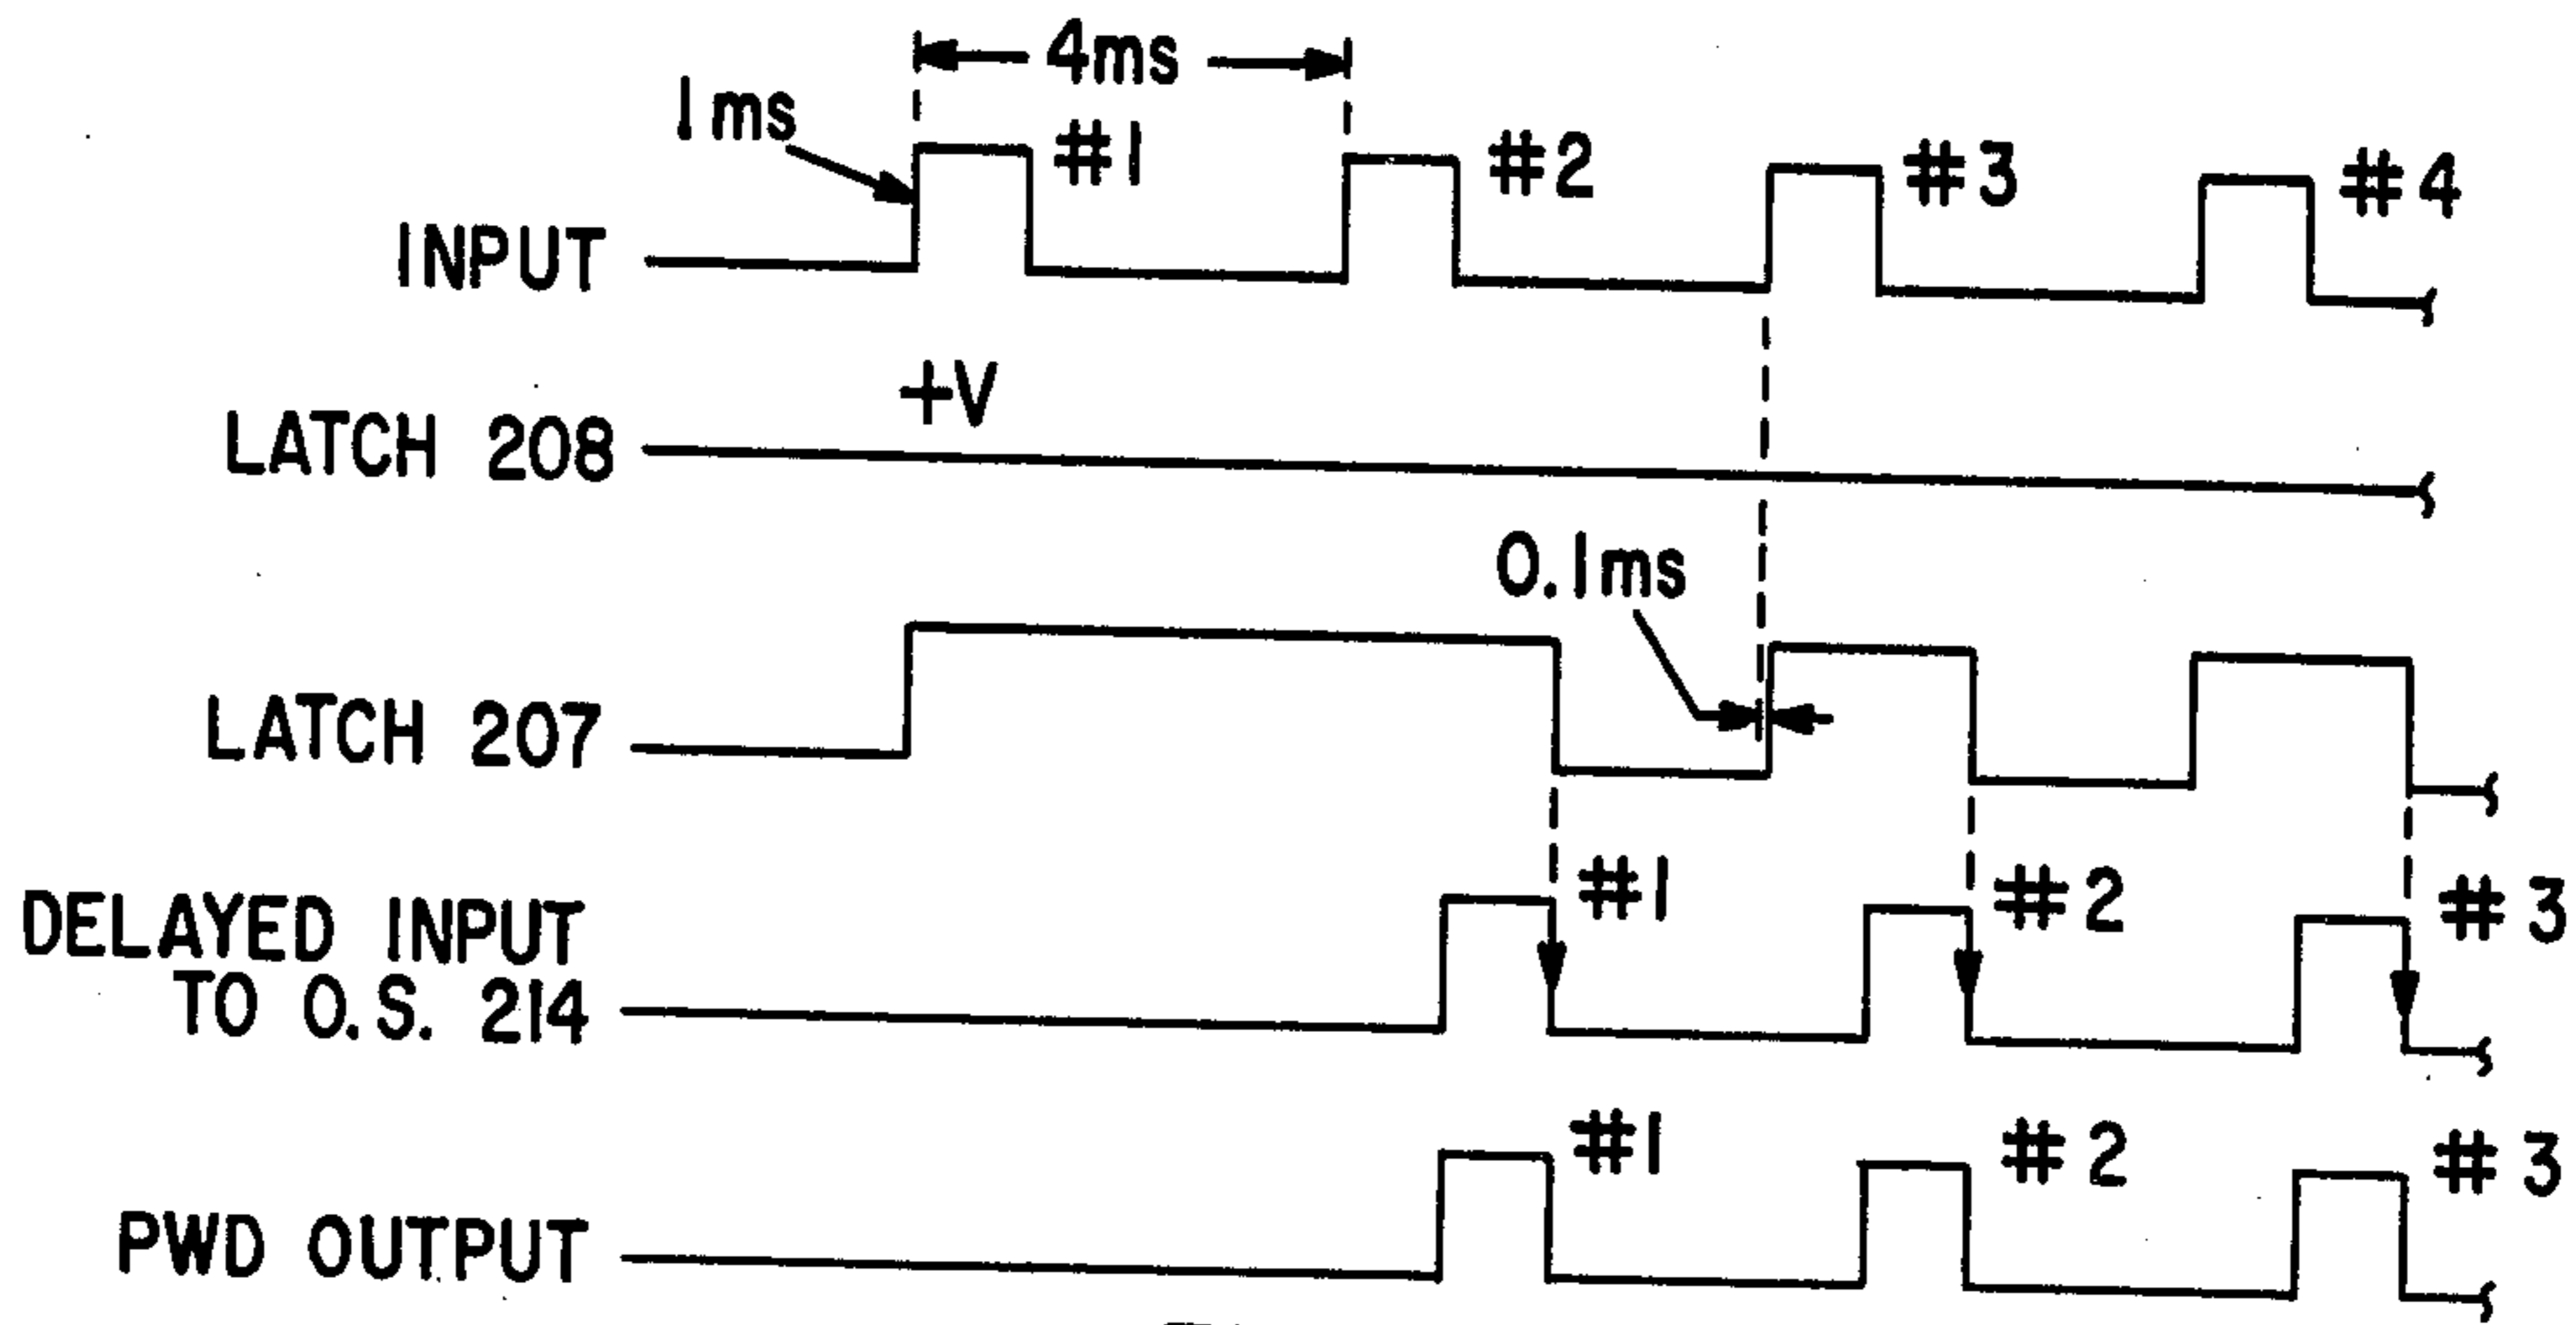 4ms
1ms
#1 #2 #3 #4
INPUT
+V
LATCH 208
0.1ms
LATCH 207
#1 #2 #3
DELAYED INPUT
TO O.S. 214
#1 #2 #3
PWD OUTPUT